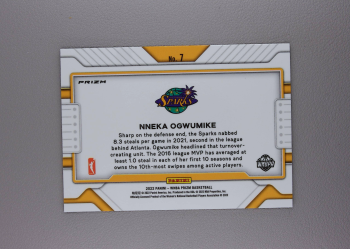 No. 7
PRIZM
SPARKS
NNEKA OGWUMIKE
Sharp on the defense end, the Sparks nabbed
8.3 steals per game in 2021, second in the league
behind Atlanta. Ogwumike headlined that turnover-
creating unit. The 2016 league MVP has averaged at
least 1.0 steal in each of her first 10 seasons and
owns the 10th-most swipes among active players.
2022 PANINI - WNBA PRIZM BASKETBALL